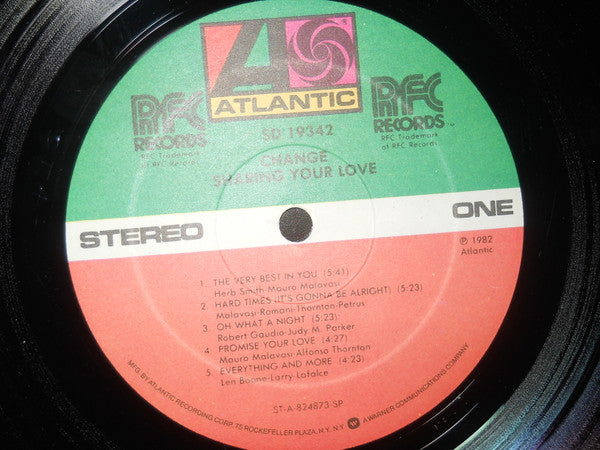 ATLANTIC
RFC
RECORDS
RFC Trademark
of RFC Records
RFC
RECORDS™
RFC Trademark
of RFC Records
SD 19342
CHANGE
SHARING YOUR LOVE
STEREO
ONE
℗ 1982
Atlantic
1 THE VERY BEST IN YOU (5:41)
Herb Smith-Mauro Malavasi
2 HARD TIMES (IT'S GONNA BE ALRIGHT) (5:23)
Malavasi-Romani-Thornton-Petrus
3 OH WHAT A NIGHT (5:23)
Robert Gaudio-Judy M. Parker
4 PROMISE YOUR LOVE (4:27)
Mauro Malavasi-Alfonso Thornton
5 EVERYTHING AND MORE (4:23)
Len Boone-Larry-Lofalce
ST-A-824873 SP
MFG. BY ATLANTIC RECORDING CORP. 75 ROCKEFELLER PLAZA, N.Y. N.Y. A WARNER COMMUNICATIONS COMPANY